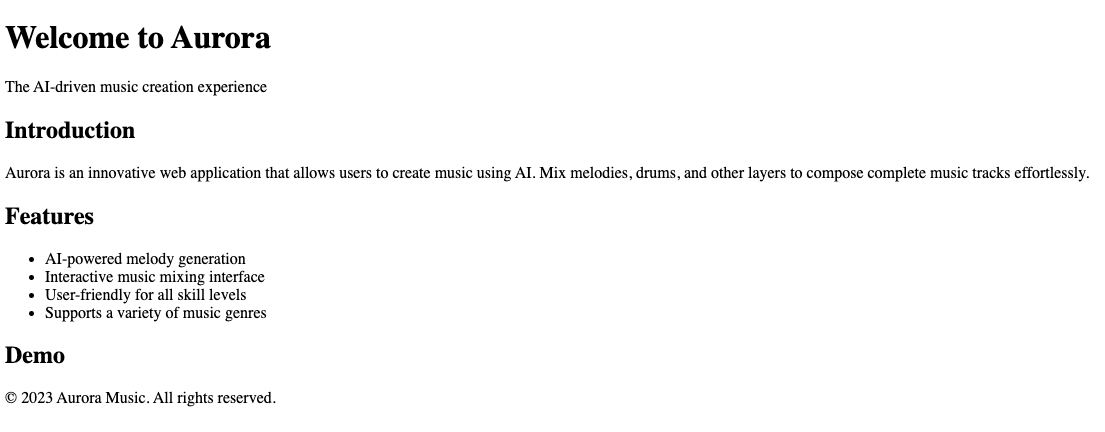 Welcome to Aurora
The AI-driven music creation experience
Introduction
Aurora is an innovative web application that allows users to create music using AI. Mix melodies, drums, and other layers to compose complete music tracks effortlessly.
Features
• AI-powered melody generation
• Interactive music mixing interface
• User-friendly for all skill levels
• Supports a variety of music genres
Demo
© 2023 Aurora Music. All rights reserved.